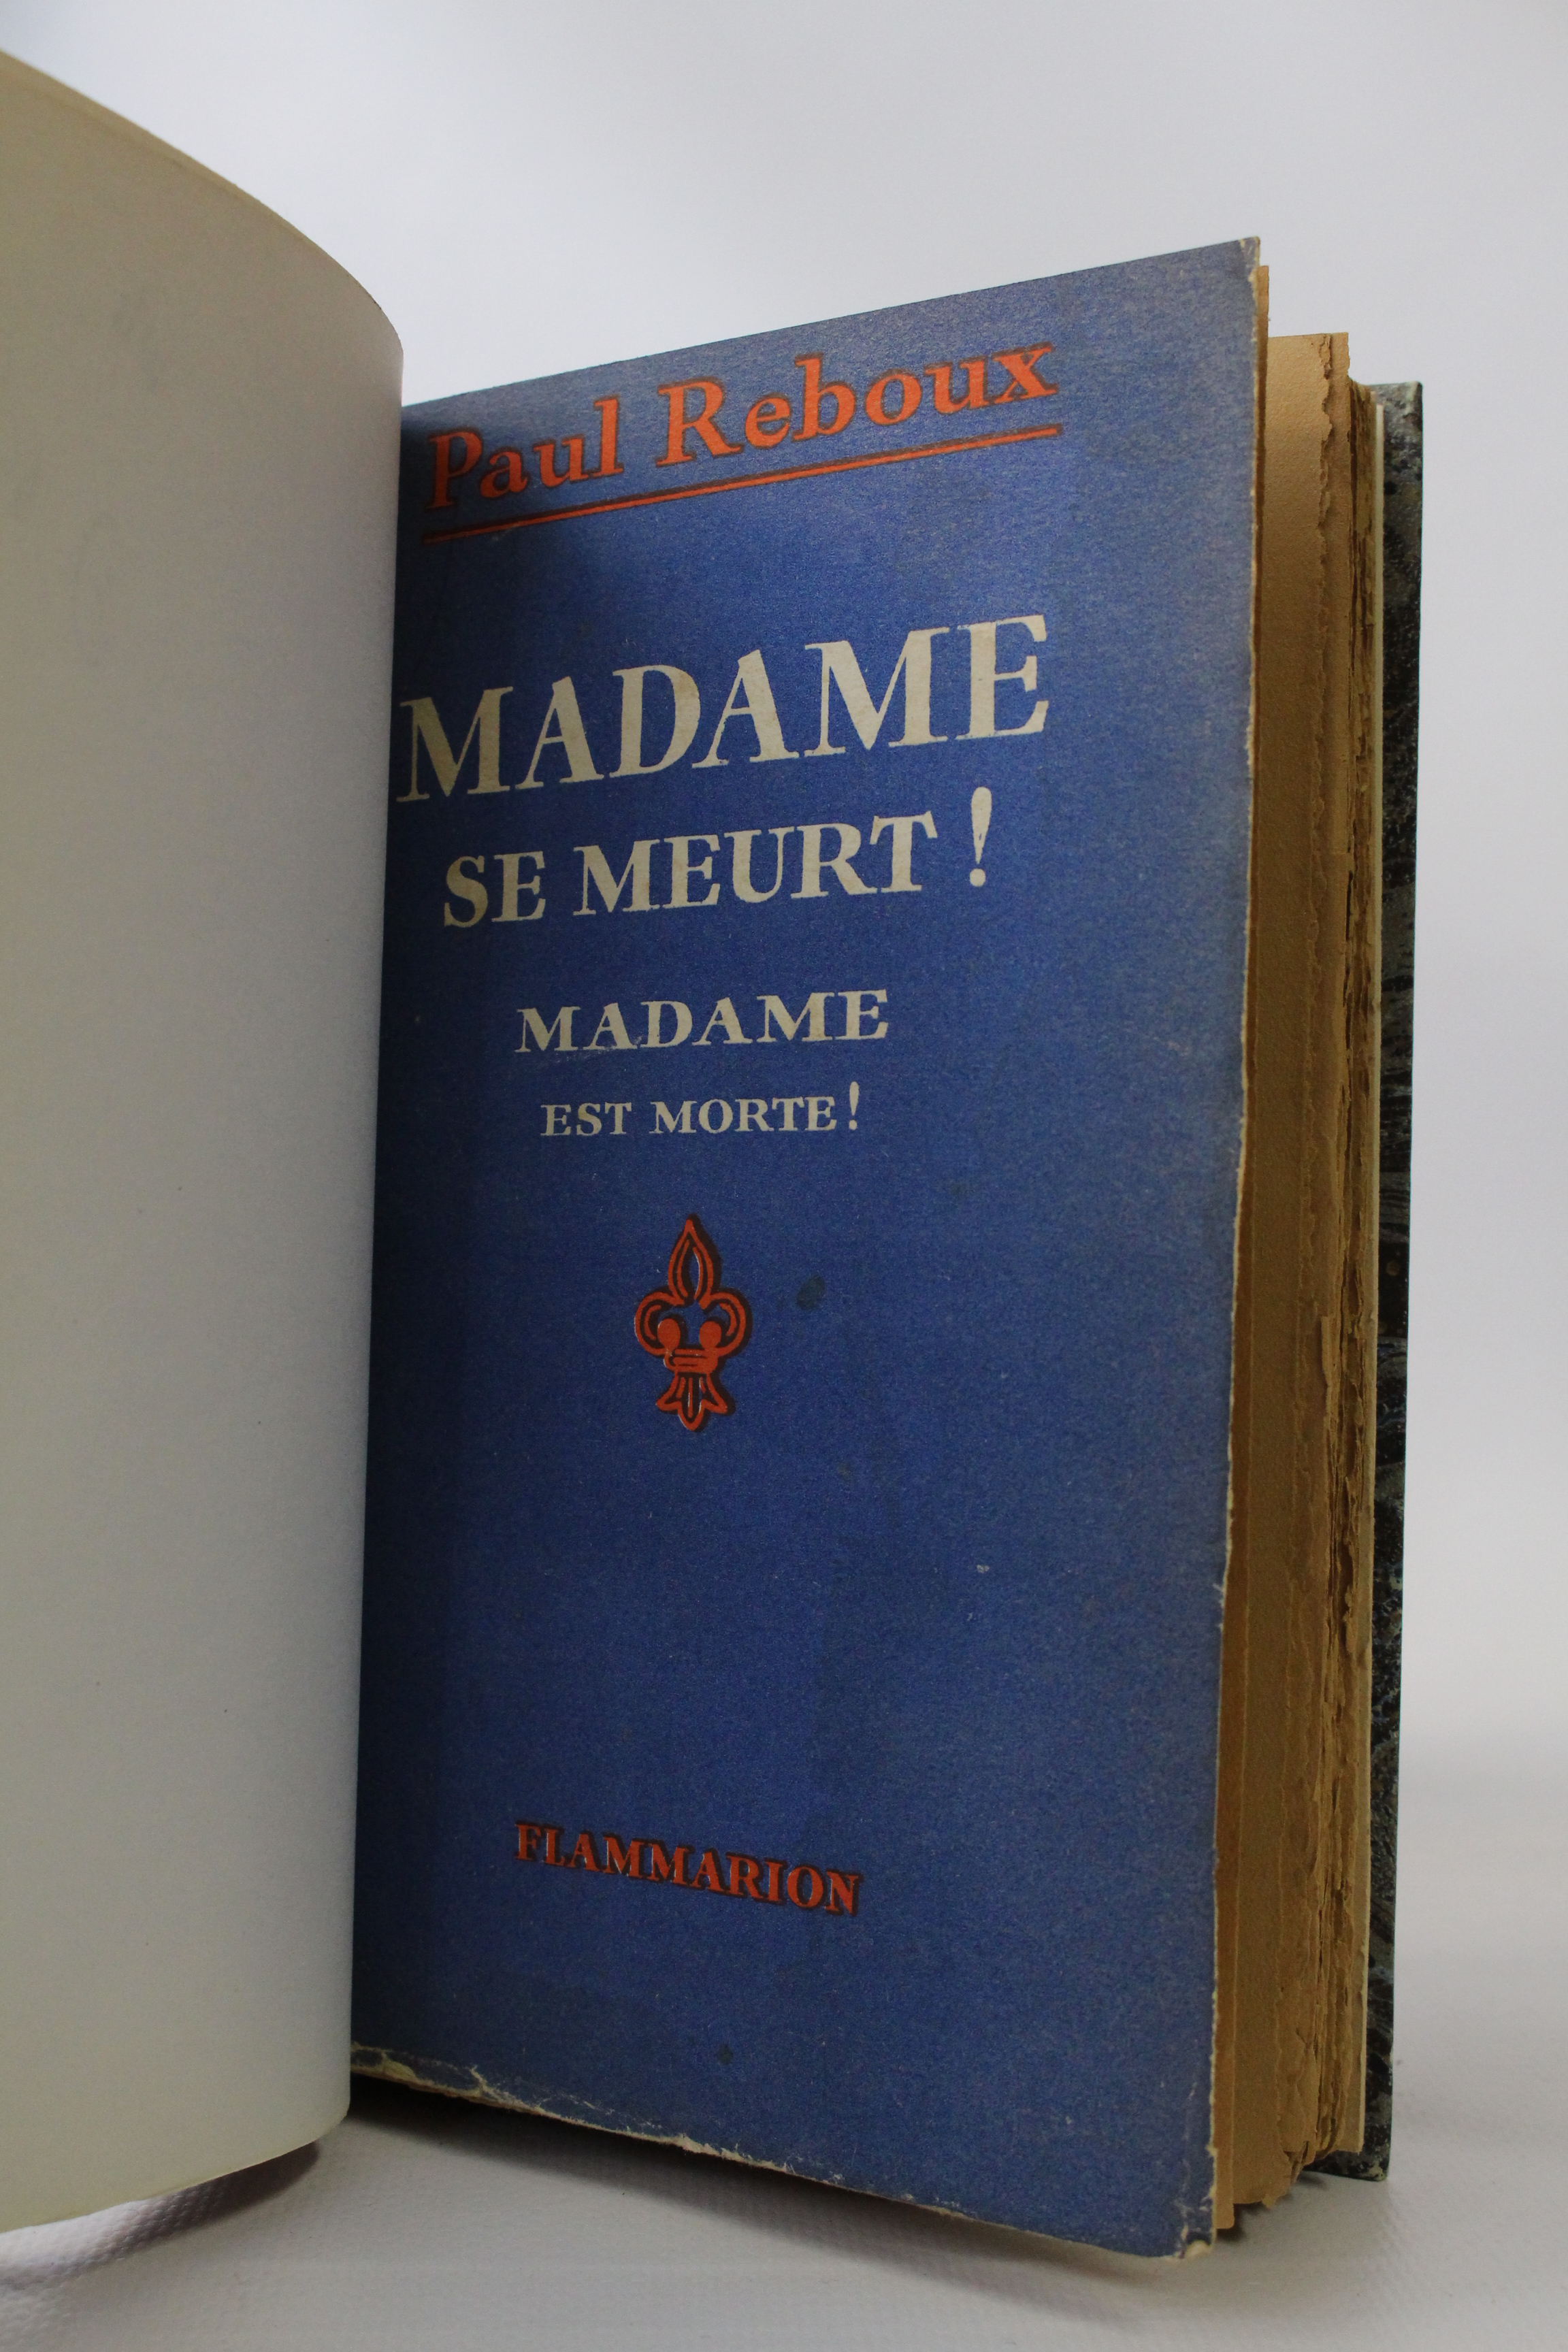 Paul Reboux
MADAME
SE MEURT !
MADAME
EST MORTE !
FLAMMARION